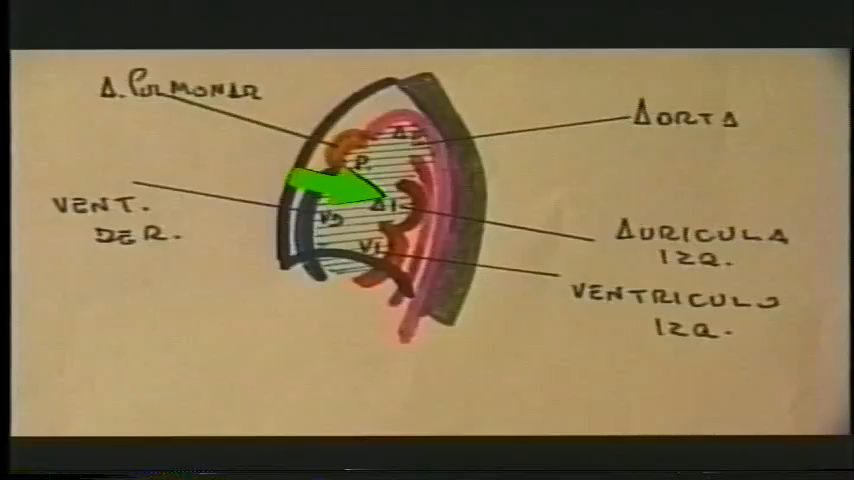 A. PULMONAR
AORTA
A
P.
VENT.
DER.
VD
AI
VI
AURICULA
IZQ.
VENTRICULO
IZQ.